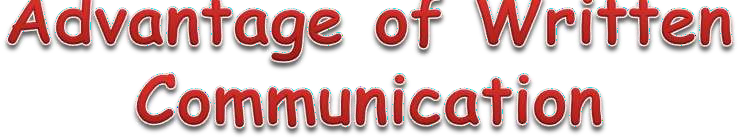 Advantage of Written
Communication